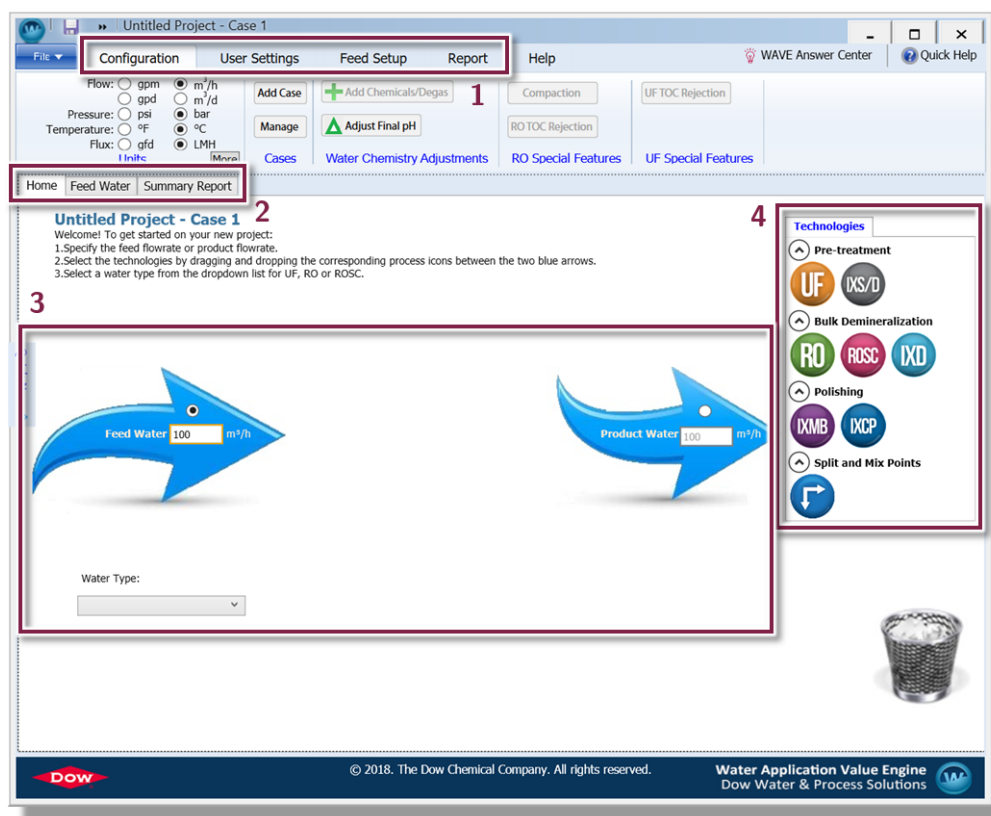 Untitled Project - Case 1
File Configuration User Settings Feed Setup Report Help WAVE Answer Center Quick Help
1
Flow: gpm m³/h
gpd m³/d
Pressure: psi bar
Temperature: °F °C
Flux: gfd LMH
Units More
Add Case
Manage
Cases
Add Chemicals/Degas
Adjust Final pH
Water Chemistry Adjustments
Compaction
RO TOC Rejection
RO Special Features
UF TOC Rejection
UF Special Features
Home Feed Water Summary Report
2
Untitled Project - Case 1
Welcome! To get started on your new project:
1.Specify the feed flowrate or product flowrate.
2.Select the technologies by dragging and dropping the corresponding process icons between the two blue arrows.
3.Select a water type from the dropdown list for UF, RO or ROSC.
3
Feed Water 100 m³/h
Product Water 100 m³/h
Water Type:
4
Technologies
Pre-treatment
UF IXS/D
Bulk Demineralization
RO ROSC IXD
Polishing
IXMB IXCP
Split and Mix Points
DOW
© 2018. The Dow Chemical Company. All rights reserved.
Water Application Value Engine
Dow Water & Process Solutions